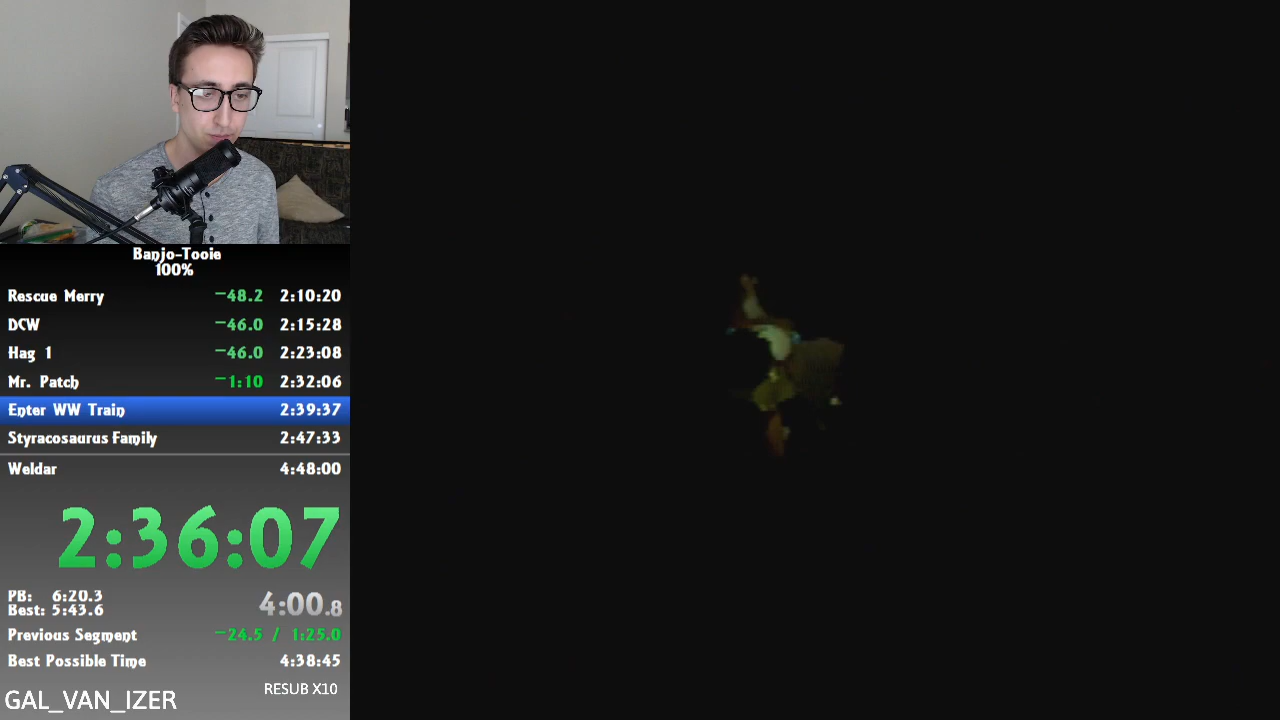 Banjo-Tooie
100%
Rescue Merry −48.2 2:10:20
DCW −46.0 2:15:28
Hag 1 −46.0 2:23:08
Mr. Patch −1:10 2:32:06
Enter WW Train 2:39:37
Styracosaurus Family 2:47:33
Weldar 4:48:00
2:36:07
PB: 6:20.3
Best: 5:43.6
4:00.8
Previous Segment −24.5 / 1:25.0
Best Possible Time 4:38:45
GAL_VAN_IZER RESUB X10